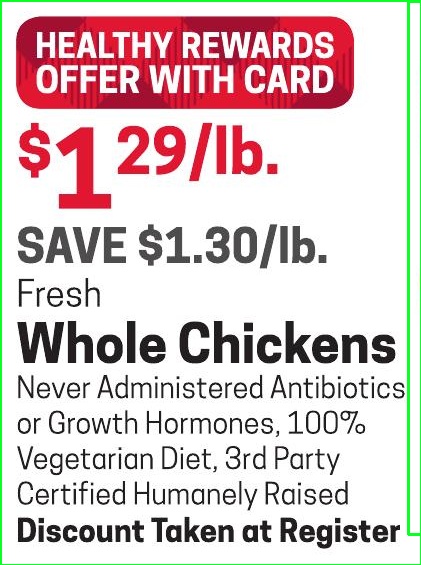 HEALTHY REWARDS
OFFER WITH CARD
$1 29/lb.
SAVE $1.30/lb.
Fresh
Whole Chickens
Never Administered Antibiotics
or Growth Hormones, 100%
Vegetarian Diet, 3rd Party
Certified Humanely Raised
Discount Taken at Register